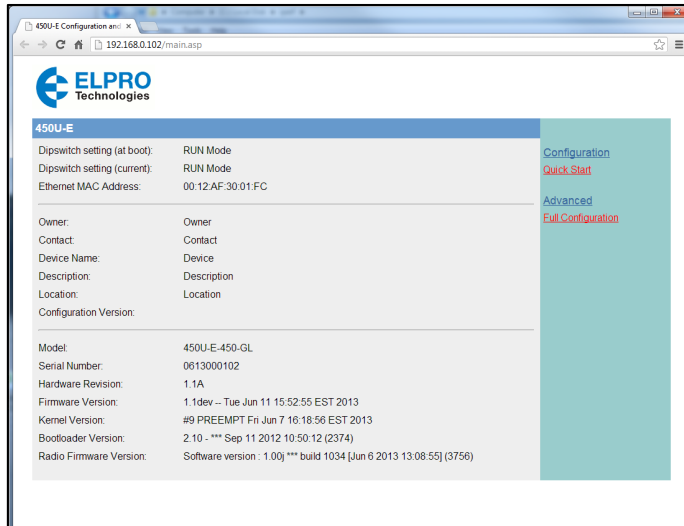 450U-E Configuration and
192.168.0.102/main.asp
ELPRO
Technologies
450U-E
Dipswitch setting (at boot): RUN Mode
Dipswitch setting (current): RUN Mode
Ethernet MAC Address: 00:12:AF:30:01:FC
Configuration
Quick Start
Advanced
Full Configuration
Owner: Owner
Contact: Contact
Device Name: Device
Description: Description
Location: Location
Configuration Version:
Model: 450U-E-450-GL
Serial Number: 0613000102
Hardware Revision: 1.1A
Firmware Version: 1.1dev -- Tue Jun 11 15:52:55 EST 2013
Kernel Version: #9 PREEMPT Fri Jun 7 16:18:56 EST 2013
Bootloader Version: 2.10 - *** Sep 11 2012 10:50:12 (2374)
Radio Firmware Version: Software version : 1.00j *** build 1034 [Jun 6 2013 13:08:55] (3756)